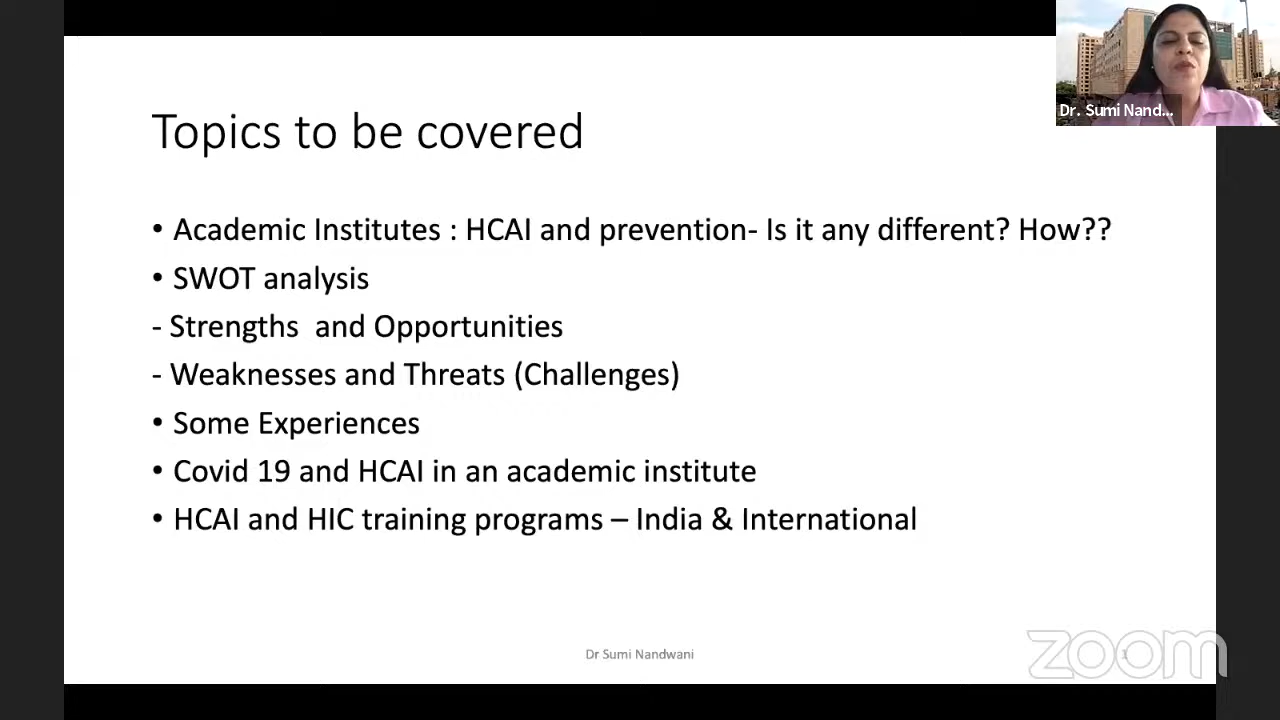 Dr. Sumi Nand...
Topics to be covered
• Academic Institutes : HCAI and prevention- Is it any different? How??
• SWOT analysis
- Strengths  and Opportunities
- Weaknesses and Threats (Challenges)
• Some Experiences
• Covid 19 and HCAI in an academic institute
• HCAI and HIC training programs – India & International
Dr Sumi Nandwani
zoom